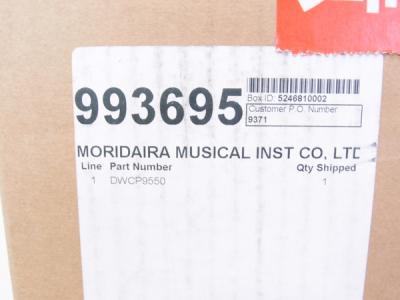 993695
Box ID: 5246810002
Customer P.O. Number
9371
MORIDAIRA MUSICAL INST CO, LTD
Line Part Number Qty Shipped
1 DWCP9550 1